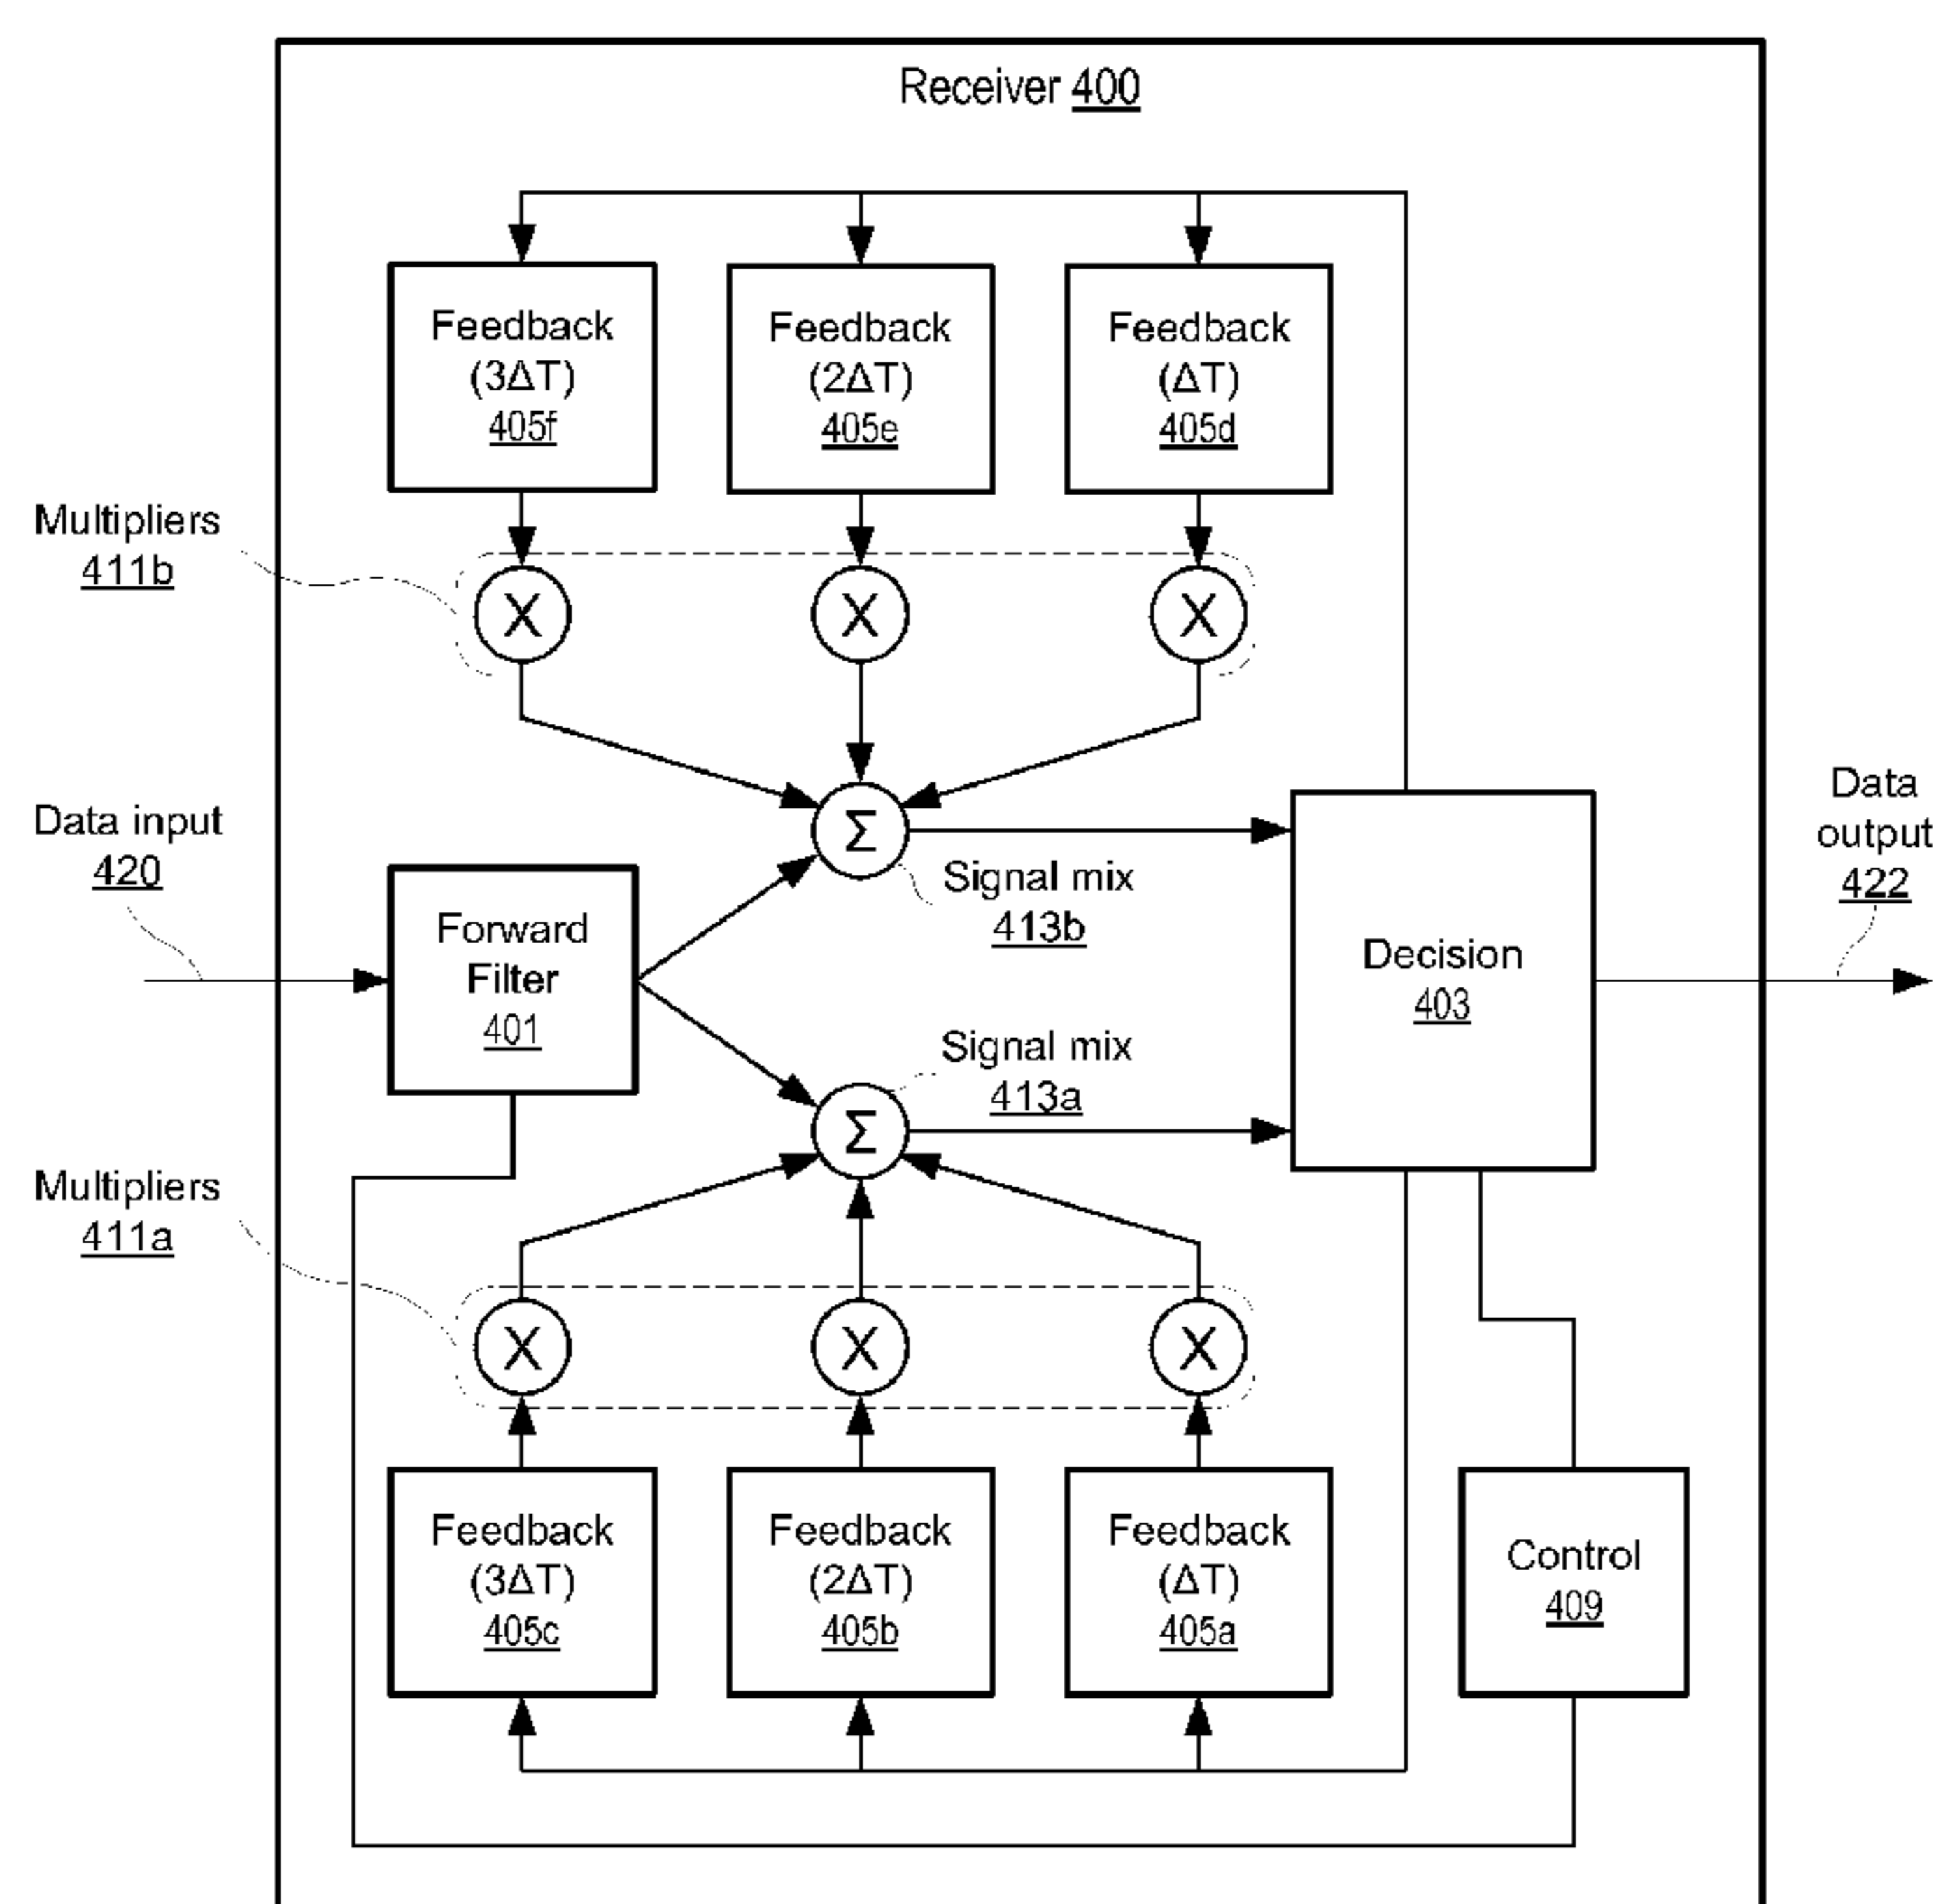 Receiver 400
Feedback
(3ΔT)
405f
Feedback
(2ΔT)
405e
Feedback
(ΔT)
405d
Multipliers
411b
X
X
X
Data input
420
Σ
Signal mix
413b
Forward
Filter
401
Decision
403
Data
output
422
Signal mix
413a
Σ
Multipliers
411a
X
X
X
Feedback
(3ΔT)
405c
Feedback
(2ΔT)
405b
Feedback
(ΔT)
405a
Control
409